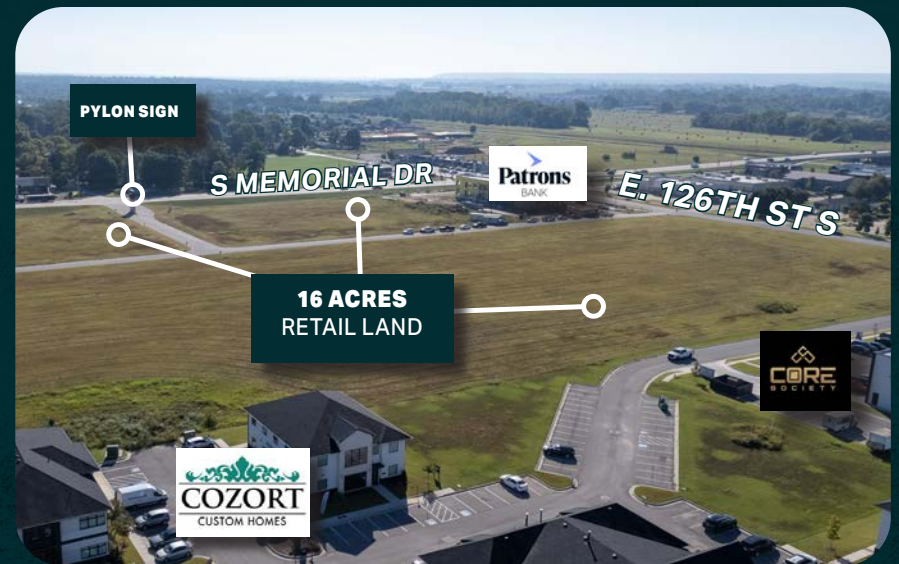 PYLON SIGN
S MEMORIAL DR
Patrons
BANK
E. 126TH ST S
16 ACRES
RETAIL LAND
CORE
SOCIETY
COZORT
CUSTOM HOMES